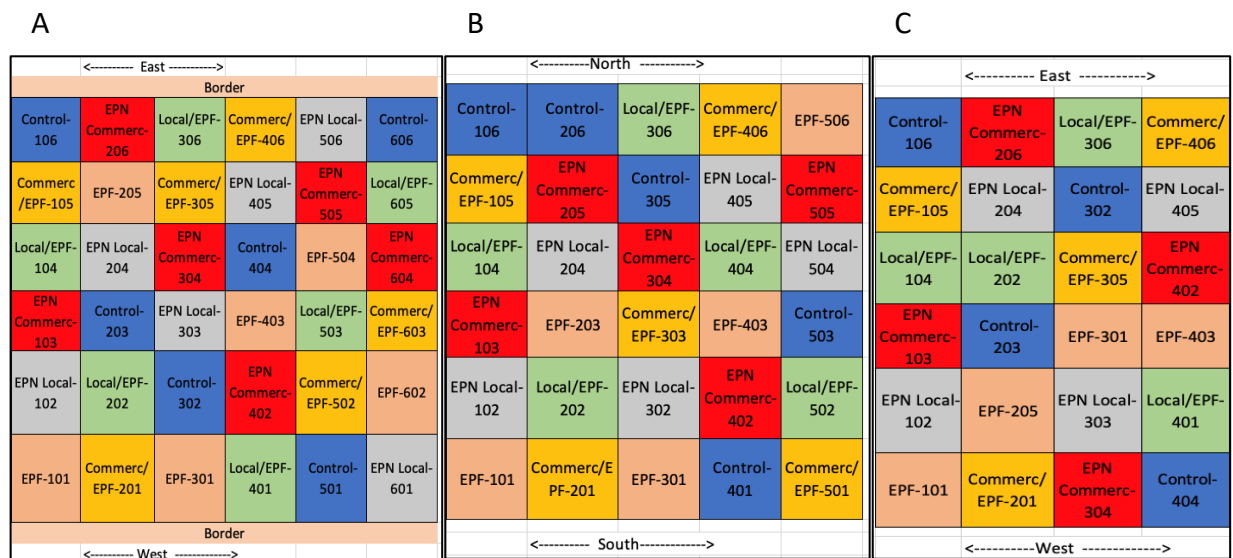 A
B
C
<---------- East ----------->
Border
Control-
106
EPN
Commerc-
206
Local/EPF-
306
Commerc/
EPF-406
EPN Local-
506
Control-
606
Commerc
/EPF-105
EPF-205
Commerc/
EPF-305
EPN Local-
405
EPN
Commerc-
505
Local/EPF-
605
Local/EPF-
104
EPN Local-
204
EPN
Commerc-
304
Control-
404
EPF-504
EPN
Commerc-
604
EPN
Commerc-
103
Control-
203
EPN Local-
303
EPF-403
Local/EPF-
503
Commerc/
EPF-603
EPN Local-
102
Local/EPF-
202
Control-
302
EPN
Commerc-
402
Commerc/
EPF-502
EPF-602
EPF-101
Commerc/
EPF-201
EPF-301
Local/EPF-
401
Control-
501
EPN Local-
601
Border
<---------- West ----------->
<----------North ----------->
Control-
106
Control-
206
Local/EPF-
306
Commerc/
EPF-406
EPF-506
Commerc/
EPF-105
EPN
Commerc-
205
Control-
305
EPN Local-
405
EPN
Commerc-
505
Local/EPF-
104
EPN Local-
204
EPN
Commerc-
304
Local/EPF-
404
EPN Local-
504
EPN
Commerc-
103
EPF-203
Commerc/
EPF-303
EPF-403
Control-
503
EPN Local-
102
Local/EPF-
202
EPN Local-
302
EPN
Commerc-
402
Local/EPF-
502
EPF-101
Commerc/E
PF-201
EPF-301
Control-
401
Commerc/
EPF-501
<---------- South----------->
<---------- East ----------->
Control-
106
EPN
Commerc-
206
Local/EPF-
306
Commerc/
EPF-406
Commerc/
EPF-105
EPN Local-
204
Control-
302
EPN Local-
405
Local/EPF-
104
Local/EPF-
202
Commerc/
EPF-305
EPN
Commerc-
402
EPN
Commerc-
103
Control-
203
EPF-301
EPF-403
EPN Local-
102
EPF-205
EPN Local-
303
Local/EPF-
401
EPF-101
Commerc/
EPF-201
EPN
Commerc-
304
Control-
404
<---------- West ----------->